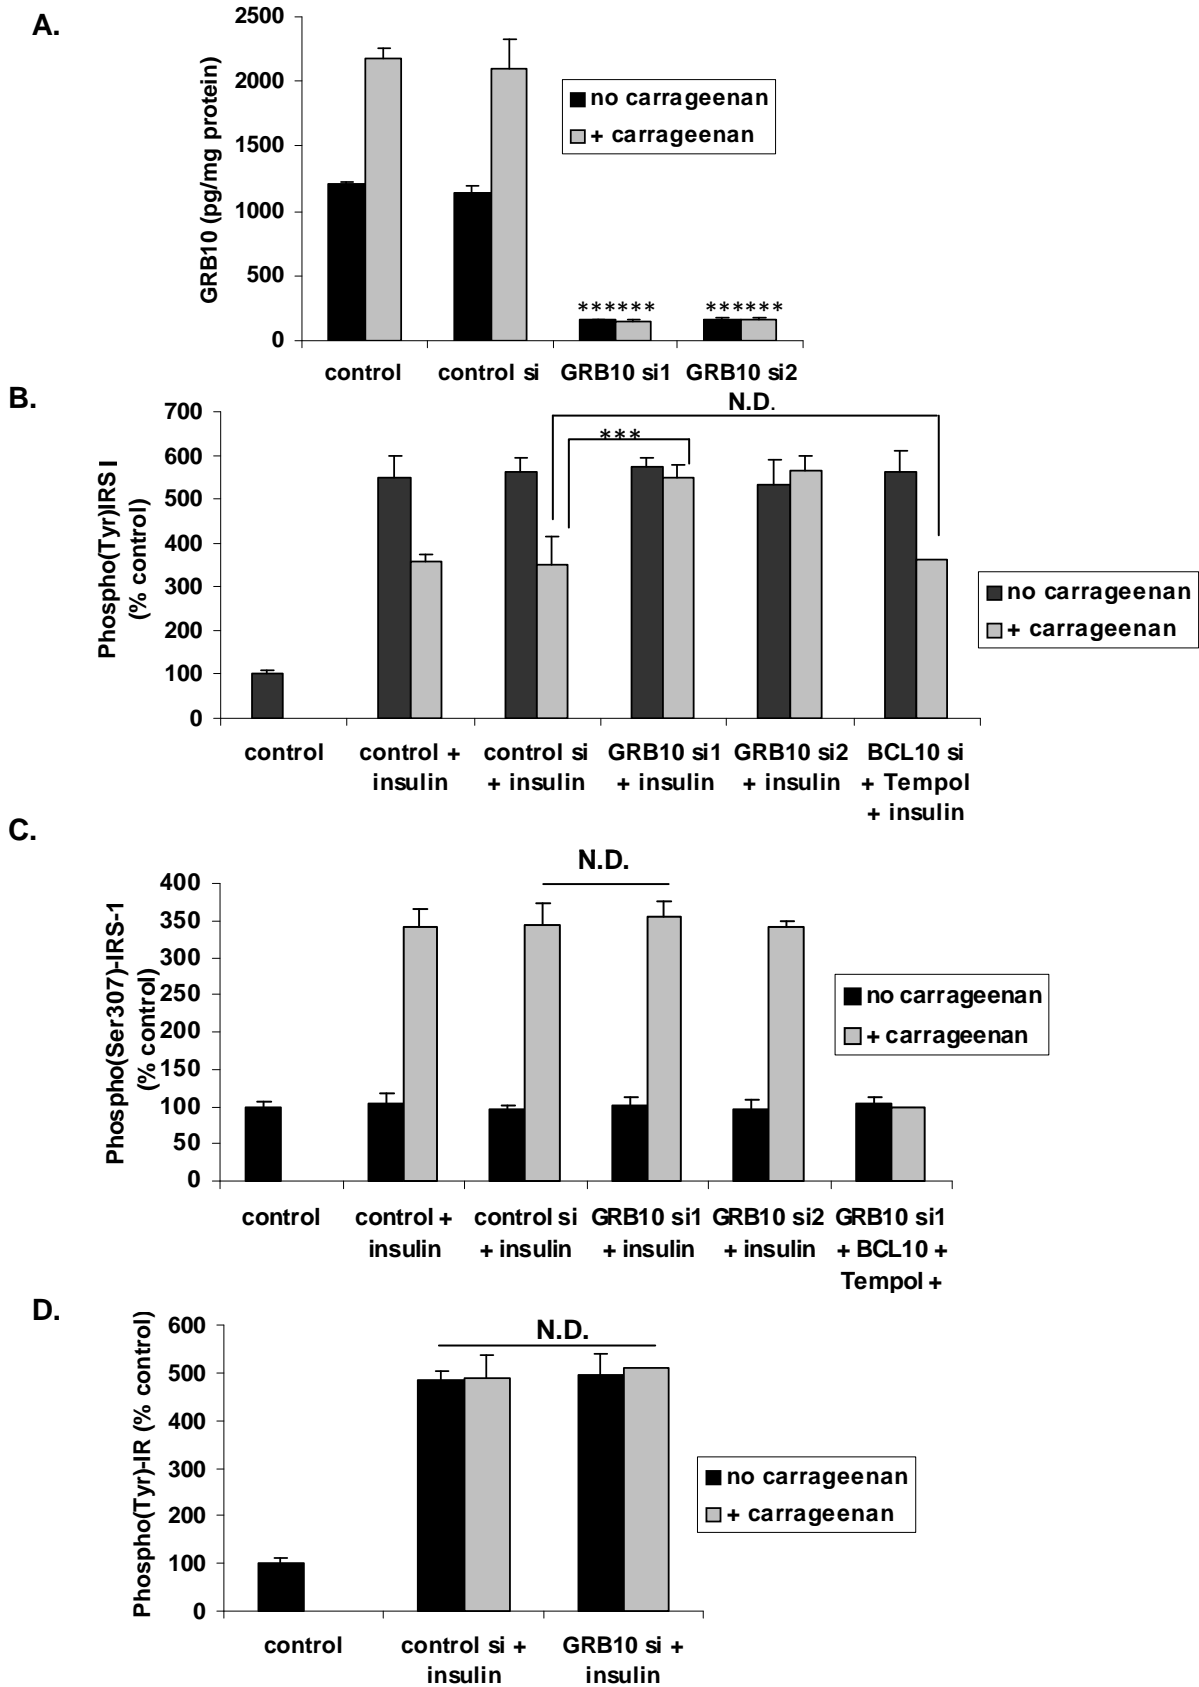 A.
GRB10 (pg/mg protein)
2500
2000
1500
1000
500
0
no carrageenan
+ carrageenan
******
******
control
control si
GRB10 si1
GRB10 si2
B.
Phospho(Tyr)IRS I
(% control)
700
600
500
400
300
200
100
0
N.D.
***
no carrageenan
+ carrageenan
control
control +
insulin
control si
+ insulin
GRB10 si1
+ insulin
GRB10 si2
+ insulin
BCL10 si
+ Tempol
+ insulin
C.
Phospho(Ser307)-IRS-1
(% control)
400
350
300
250
200
150
100
50
0
N.D.
no carrageenan
+ carrageenan
control
control +
insulin
control si
+ insulin
GRB10 si1
+ insulin
GRB10 si2
+ insulin
GRB10 si1
+ BCL10 +
Tempol +
D.
Phospho(Tyr)-IR (% control)
600
500
400
300
200
100
0
N.D.
no carrageenan
+ carrageenan
control
control si +
insulin
GRB10 si +
insulin